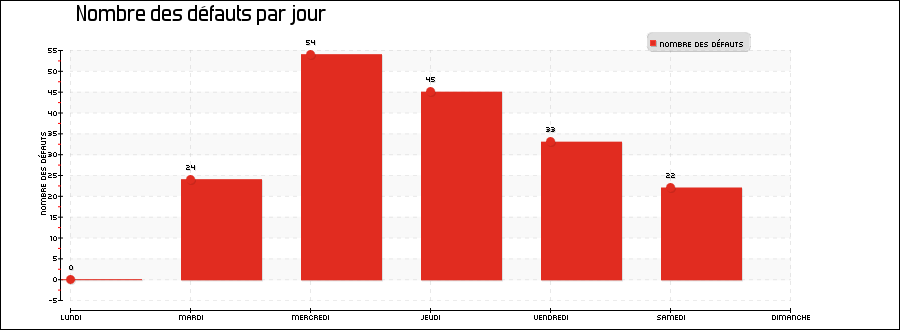 Nombre des défauts par jour
NOMBRE DES DÉFAUTS
NOMBRE DES DÉFAUTS
55
50
45
40
35
30
25
20
15
10
5
0
-5
0
24
54
45
33
22
LUNDI
MARDI
MERCREDI
JEUDI
VENDREDI
SAMEDI
DIMANCHE